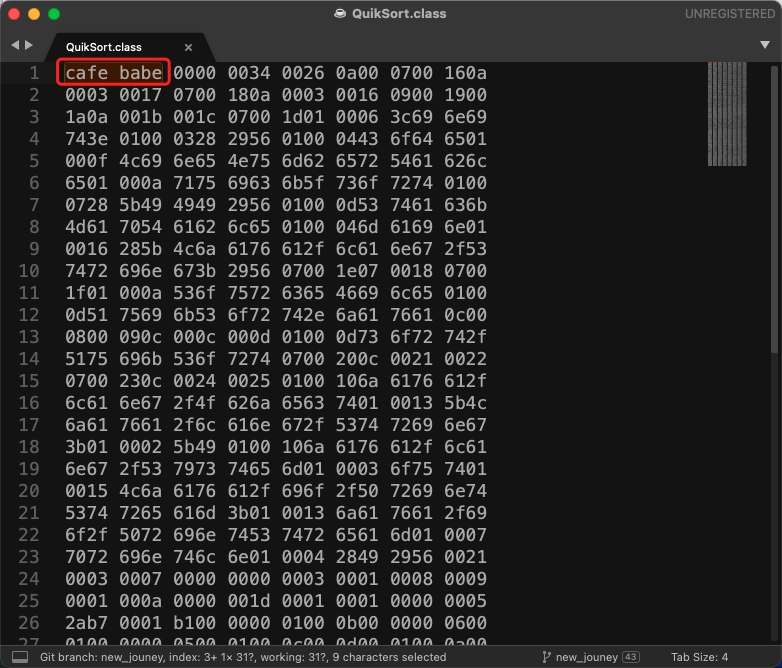 QuikSort.class
UNREGISTERED
QuikSort.class ×
1 cafe babe 0000 0034 0026 0a00 0700 160a
2 0003 0017 0700 180a 0003 0016 0900 1900
3 1a0a 001b 001c 0700 1d01 0006 3c69 6e69
4 743e 0100 0328 2956 0100 0443 6f64 6501
5 000f 4c69 6e65 4e75 6d62 6572 5461 626c
6 6501 000a 7175 6963 6b5f 736f 7274 0100
7 0728 5b49 4949 2956 0100 0d53 7461 636b
8 4d61 7054 6162 6c65 0100 046d 6169 6e01
9 0016 285b 4c6a 6176 612f 6c61 6e67 2f53
10 7472 696e 673b 2956 0700 1e07 0018 0700
11 1f01 000a 536f 7572 6365 4669 6c65 0100
12 0d51 7569 6b53 6f72 742e 6a61 7661 0c00
13 0800 090c 000c 000d 0100 0d73 6f72 742f
14 5175 696b 536f 7274 0700 200c 0021 0022
15 0700 230c 0024 0025 0100 106a 6176 612f
16 6c61 6e67 2f4f 626a 6563 7401 0013 5b4c
17 6a61 7661 2f6c 616e 672f 5374 7269 6e67
18 3b01 0002 5b49 0100 106a 6176 612f 6c61
19 6e67 2f53 7973 7465 6d01 0003 6f75 7401
20 0015 4c6a 6176 612f 696f 2f50 7269 6e74
21 5374 7265 616d 3b01 0013 6a61 7661 2f69
22 6f2f 5072 696e 7453 7472 6561 6d01 0007
23 7072 696e 746c 6e01 0004 2849 2956 0021
24 0003 0007 0000 0000 0003 0001 0008 0009
25 0001 000a 0000 001d 0001 0001 0000 0005
26 2ab7 0001 b100 0000 0100 0b00 0000 0600
27 0100 0000 0500 0100 0c00 0d00 0100 0a00
Git branch: new_jouney, index: 3+ 1× 31?, working: 31?, 9 characters selected
new_jouney 43
Tab Size: 4